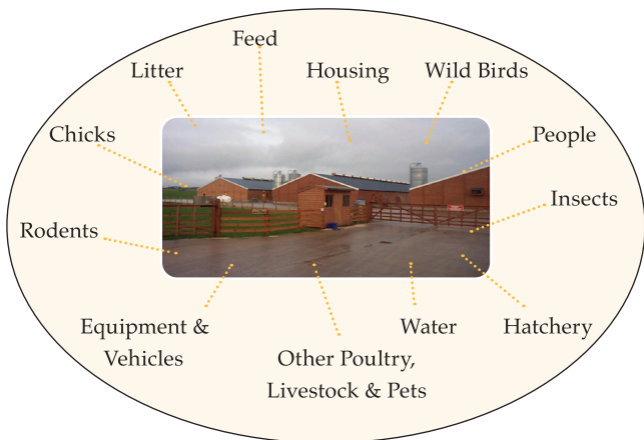 Feed
Litter
Housing
Wild Birds
Chicks
People
Insects
Rodents
Equipment &
Vehicles
Other Poultry,
Livestock & Pets
Water
Hatchery